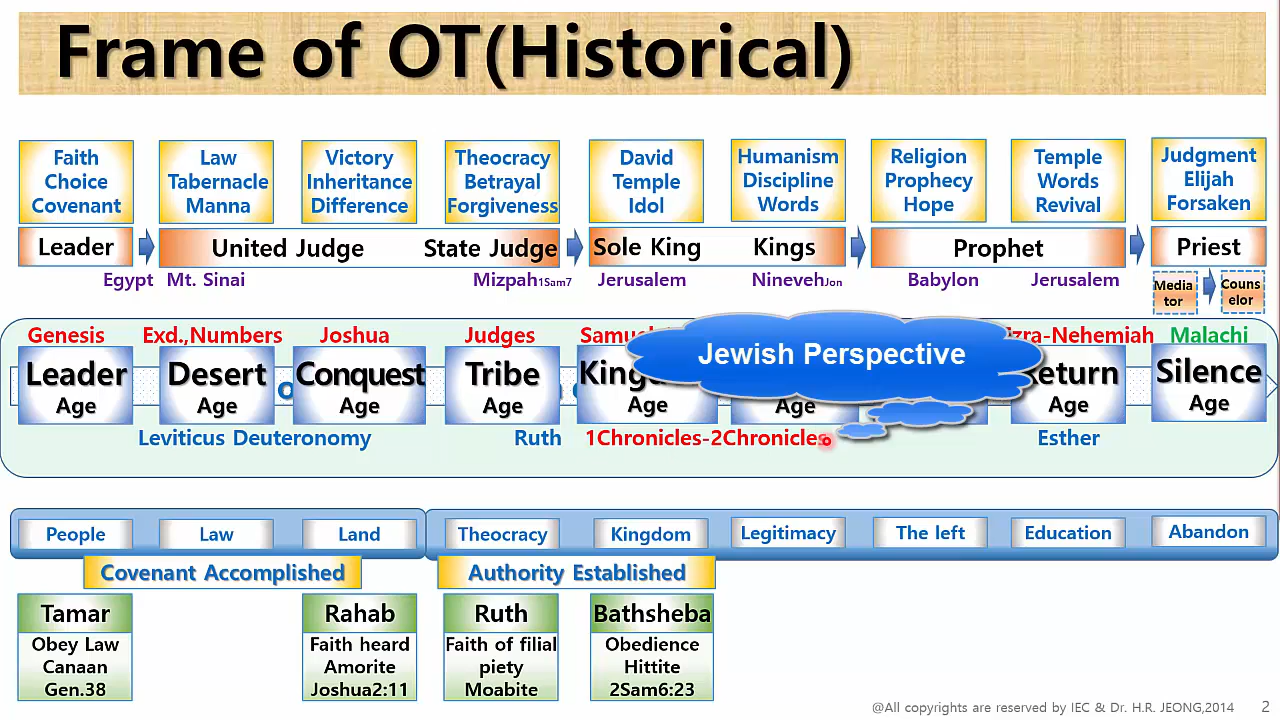 Frame of OT(Historical)
Faith
Choice
Covenant
Law
Tabernacle
Manna
Victory
Inheritance
Difference
Theocracy
Betrayal
Forgiveness
David
Temple
Idol
Humanism
Discipline
Words
Religion
Prophecy
Hope
Temple
Words
Revival
Judgment
Elijah
Forsaken
Leader
United Judge
State Judge
Sole King
Kings
Prophet
Priest
Egypt
Mt. Sinai
Mizpah1Sam7
Jerusalem
NinevehJon
Babylon
Jerusalem
Media
tor
Couns
elor
Genesis
Exd.,Numbers
Joshua
Judges
Malachi
Jewish Perspective
Leader
Age
Desert
Age
Conquest
Age
Tribe
Age
Age
Age
Age
Silence
Age
Leviticus Deuteronomy
Ruth
1Chronicles-2Chronicles
Esther
People
Law
Land
Theocracy
Kingdom
Legitimacy
The left
Education
Abandon
Covenant Accomplished
Authority Established
Tamar
Obey Law
Canaan
Gen.38
Rahab
Faith heard
Amorite
Joshua2:11
Ruth
Faith of filial
piety
Moabite
Bathsheba
Obedience
Hittite
2Sam6:23
@All copyrights are reserved by IEC & Dr. H.R. JEONG,2014
2